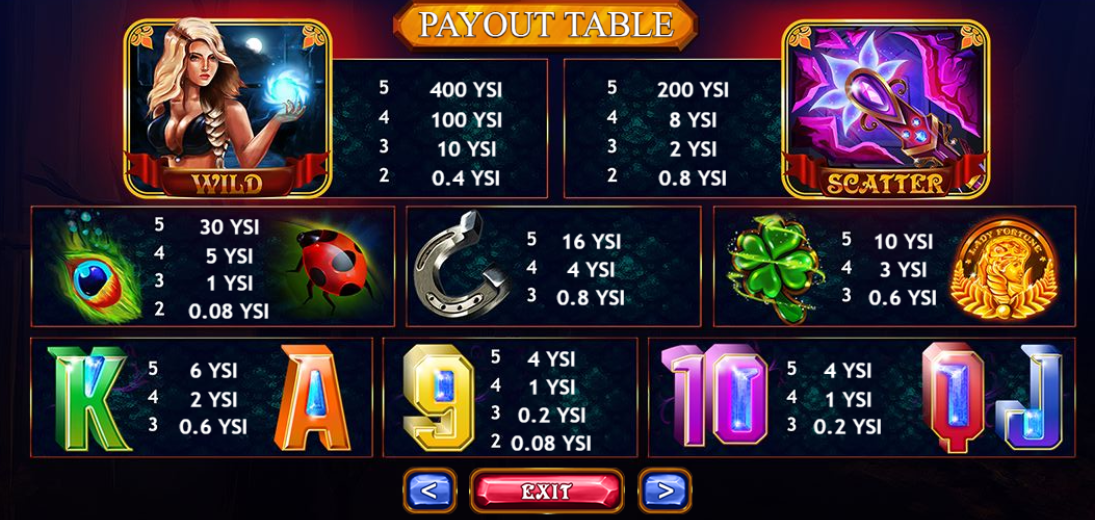 PAYOUT TABLE
WILD
5 400 YSI
4 100 YSI
3 10 YSI
2 0.4 YSI
5 200 YSI
4 8 YSI
3 2 YSI
2 0.8 YSI
SCATTER
5 30 YSI
4 5 YSI
3 1 YSI
2 0.08 YSI
5 16 YSI
4 4 YSI
3 0.8 YSI
5 10 YSI
4 3 YSI
3 0.6 YSI
LADY FORTUNE
K
5 6 YSI
4 2 YSI
3 0.6 YSI
A
9
5 4 YSI
4 1 YSI
3 0.2 YSI
2 0.08 YSI
10
5 4 YSI
4 1 YSI
3 0.2 YSI
Q J
< EXIT >